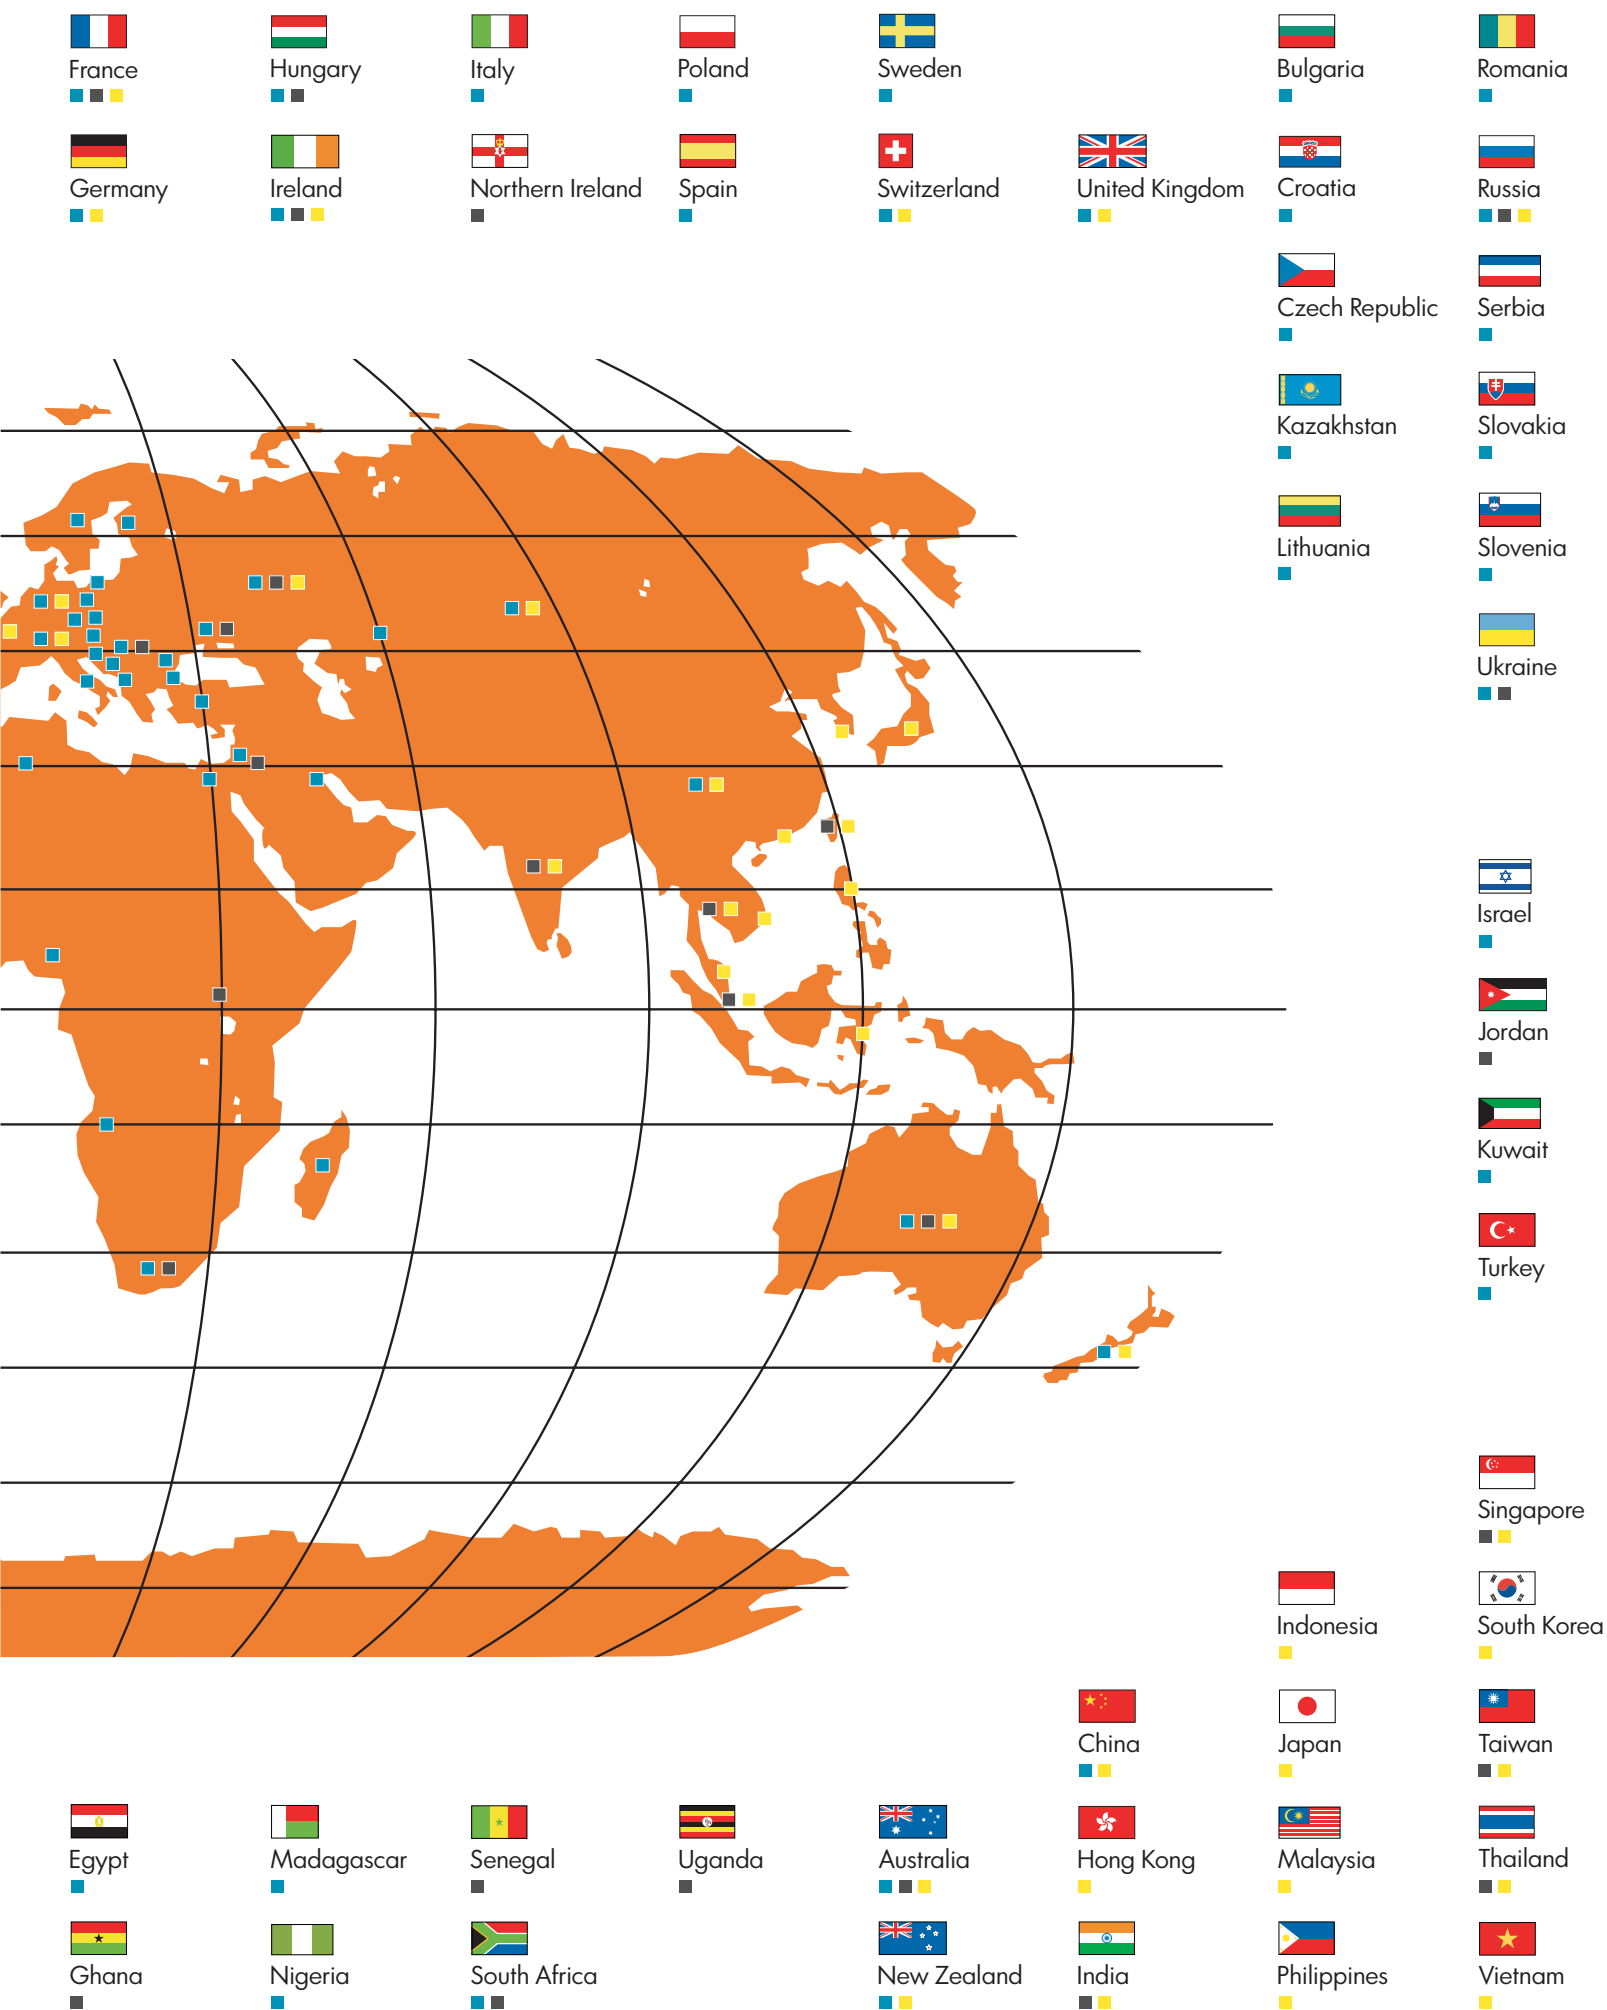 France
Hungary
Italy
Poland
Sweden
Bulgaria
Romania
Germany
Ireland
Northern Ireland
Spain
Switzerland
United Kingdom
Croatia
Russia
Czech Republic
Serbia
Kazakhstan
Slovakia
Lithuania
Slovenia
Ukraine
Israel
Jordan
Kuwait
Turkey
Singapore
Indonesia
South Korea
China
Japan
Taiwan
Egypt
Madagascar
Senegal
Uganda
Australia
Hong Kong
Malaysia
Thailand
Ghana
Nigeria
South Africa
New Zealand
India
Philippines
Vietnam